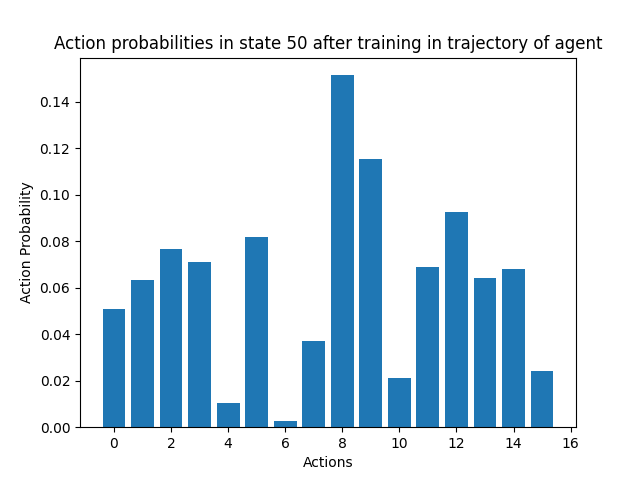 Action probabilities in state 50 after training in trajectory of agent
0.14
0.12
0.10
0.08
0.06
0.04
0.02
0.00
Action Probability
0 2 4 6 8 10 12 14 16
Actions